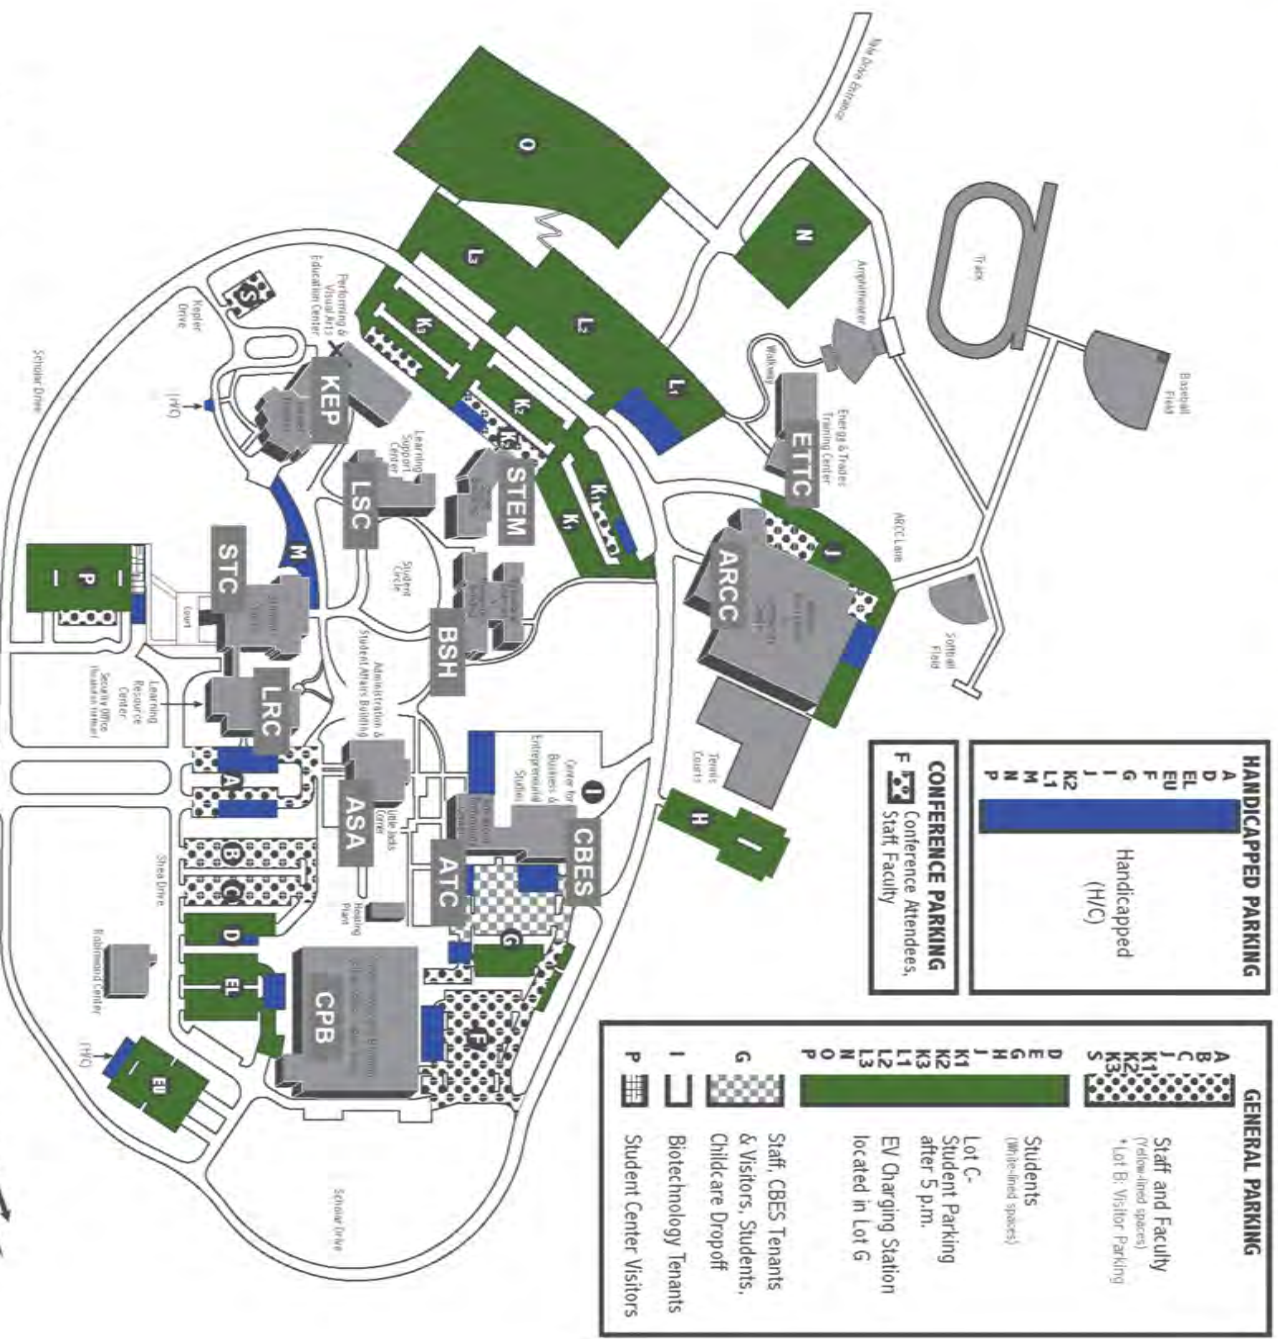 GENERAL PARKING
A
B
C
J
K1
K2
K3
S
Staff and Faculty
(Yellow-lined spaces)
*Lot B: Visitor Parking
D
E
G
H
J
K1
K2
K3
L1
L2
L3
N
O
P
Students
(White-lined spaces)
Lot C-
Student Parking
after 5 p.m.
EV Charging Station
located in Lot G
G
Staff, CBES Tenants
& Visitors, Students,
Childcare Dropoff
I
Biotechnology Tenants
P
Student Center Visitors
HANDICAPPED PARKING
A
D
EL
EU
F
G
I
J
K2
L1
M
N
P
Handicapped
(H/C)
CONFERENCE PARKING
F
Conference Attendees,
Staff, Faculty
Baseball
Field
Track
Softball
Field
ARCC Lane
Amphitheater
Walkway
Energy & Trades
Training Center
ETTC
ARCC
Tennis
Courts
N
O
L3
L2
L1
K3
K2
K1
K1
J
H
S
Performing &
Visual Arts
Education Center
KEP
Kepler
Drive
(H/C)
Scholar Drive
Learning
Support
Center
LSC
STEM
Student
Circle
BSH
M
STC
Court
P
LRC
Learning
Resource
Center
Security Office
Administration &
Student Affairs Building
ASA
Little Jacks
Corner
Center for
Business &
Entrepreneurial
Studies
I
CBES
ATC
Heating
Plant
A
B
C
D
EL
G
F
CPB
Shea Drive
Robinwood Center
(H/C)
EU
Scholar Drive